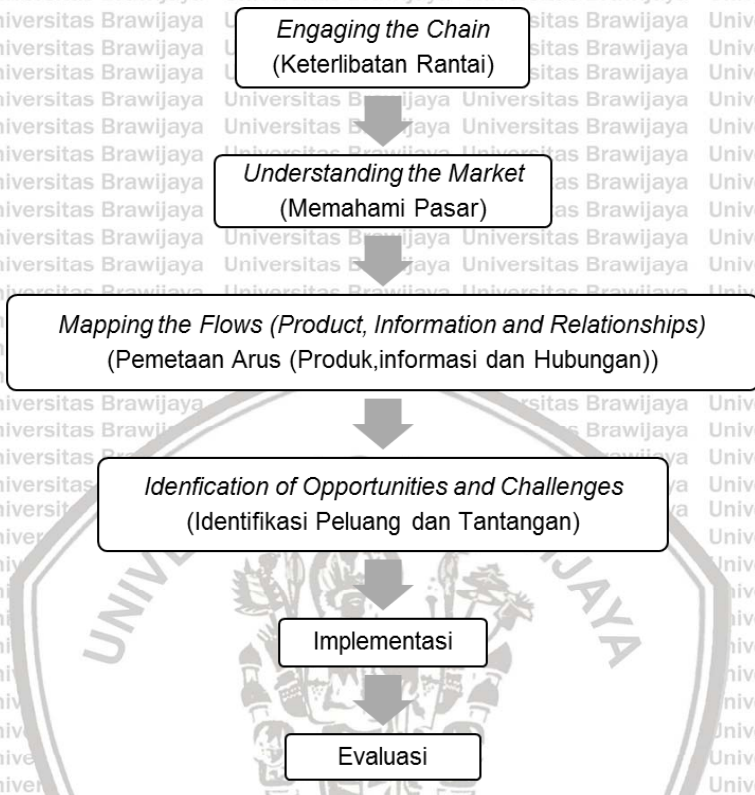 Engaging the Chain
(Keterlibatan Rantai)
Understanding the Market
(Memahami Pasar)
Mapping the Flows (Product, Information and Relationships)
(Pemetaan Arus (Produk,informasi dan Hubungan))
Idenfication of Opportunities and Challenges
(Identifikasi Peluang dan Tantangan)
Implementasi
Evaluasi